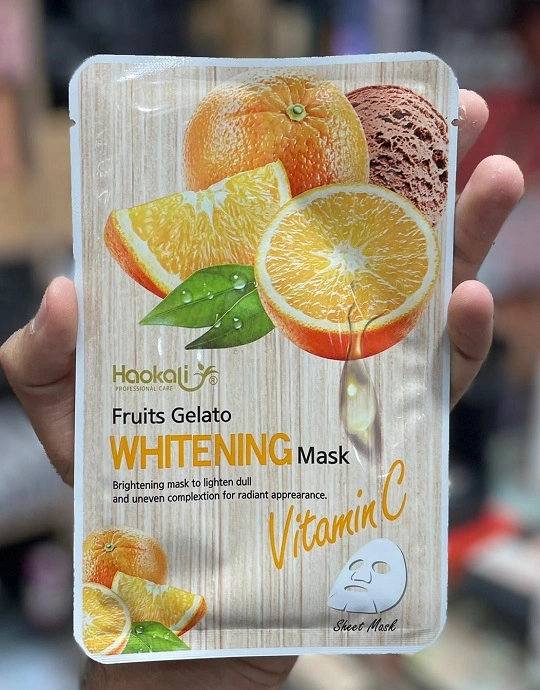 Haokali ®
PROFESSIONAL CARE
Fruits Gelato
WHITENING Mask
Brightening mask to lighten dull
and uneven complextion for radiant apprearance.
Vitamin C
Sheet Mask